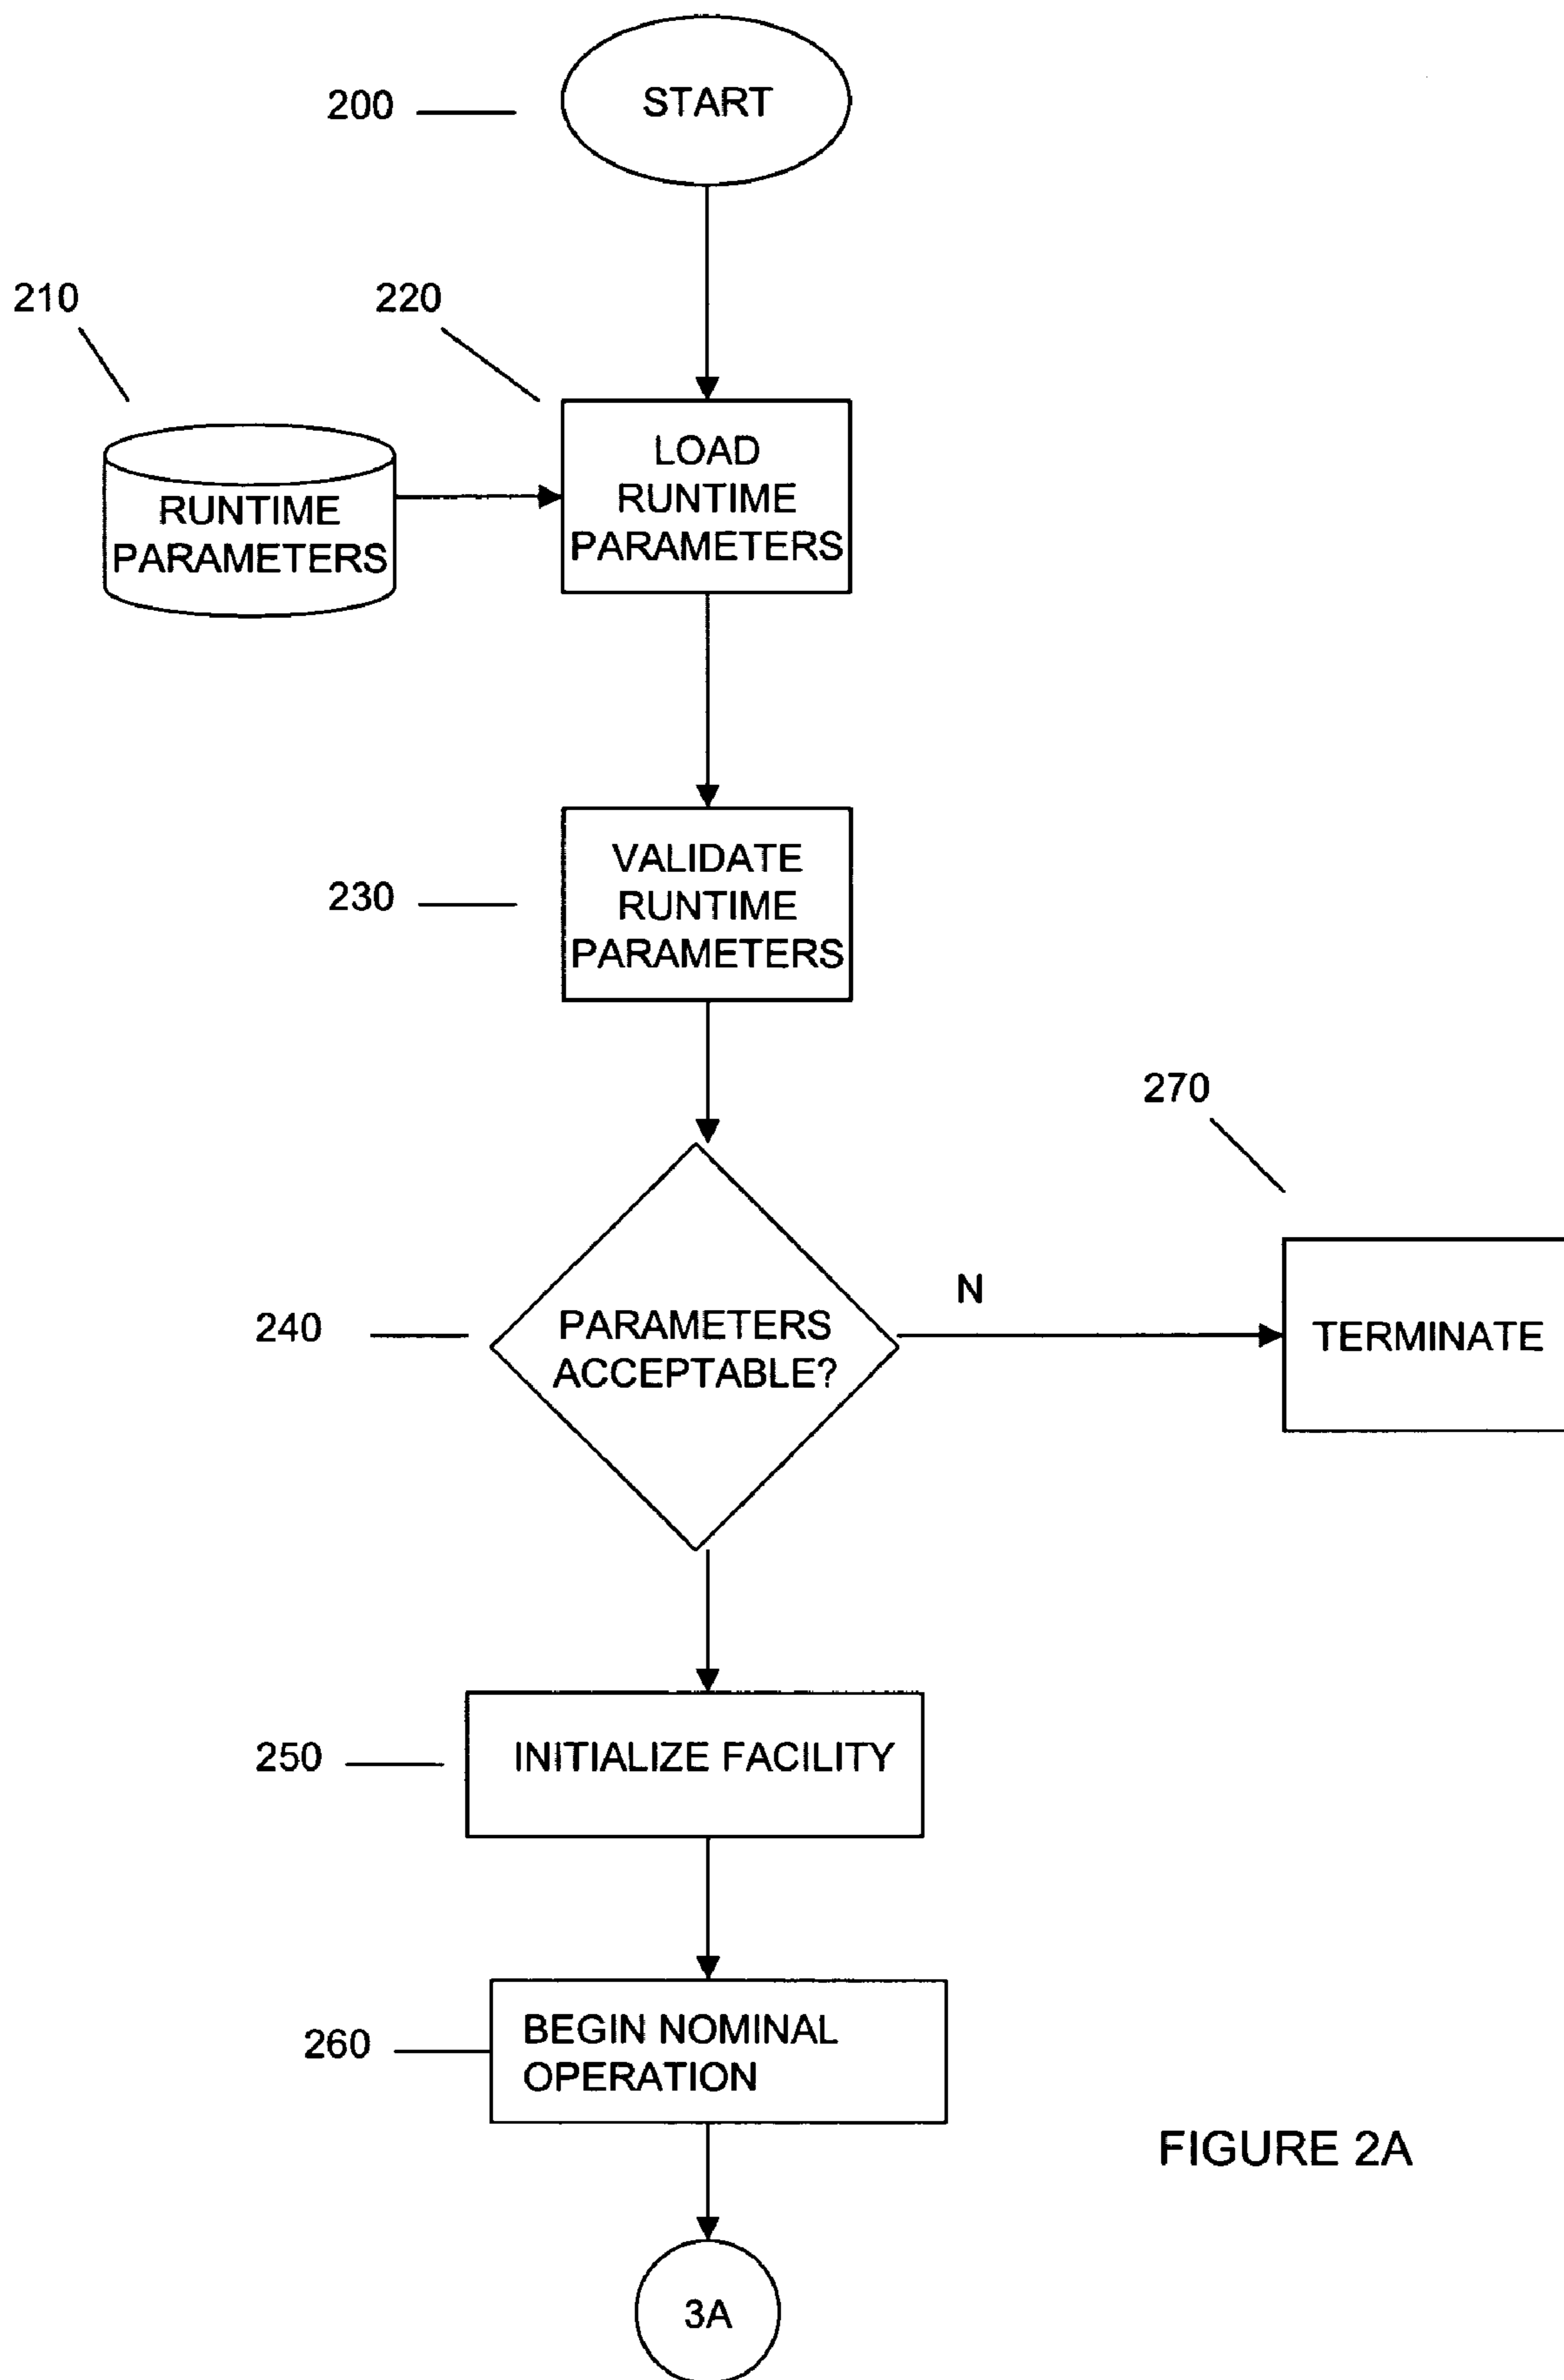 200
START
210
220
RUNTIME
PARAMETERS
LOAD
RUNTIME
PARAMETERS
230
VALIDATE
RUNTIME
PARAMETERS
270
240
PARAMETERS
ACCEPTABLE?
N
TERMINATE
250
INITIALIZE FACILITY
260
BEGIN NOMINAL
OPERATION
FIGURE 2A
3A